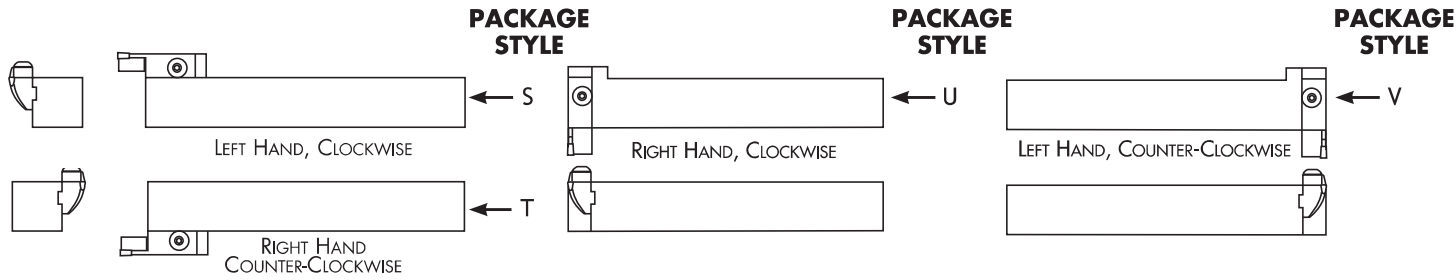 PACKAGE
STYLE
S
LEFT HAND, CLOCKWISE
T
RIGHT HAND
COUNTER-CLOCKWISE
PACKAGE
STYLE
U
RIGHT HAND, CLOCKWISE
PACKAGE
STYLE
V
LEFT HAND, COUNTER-CLOCKWISE